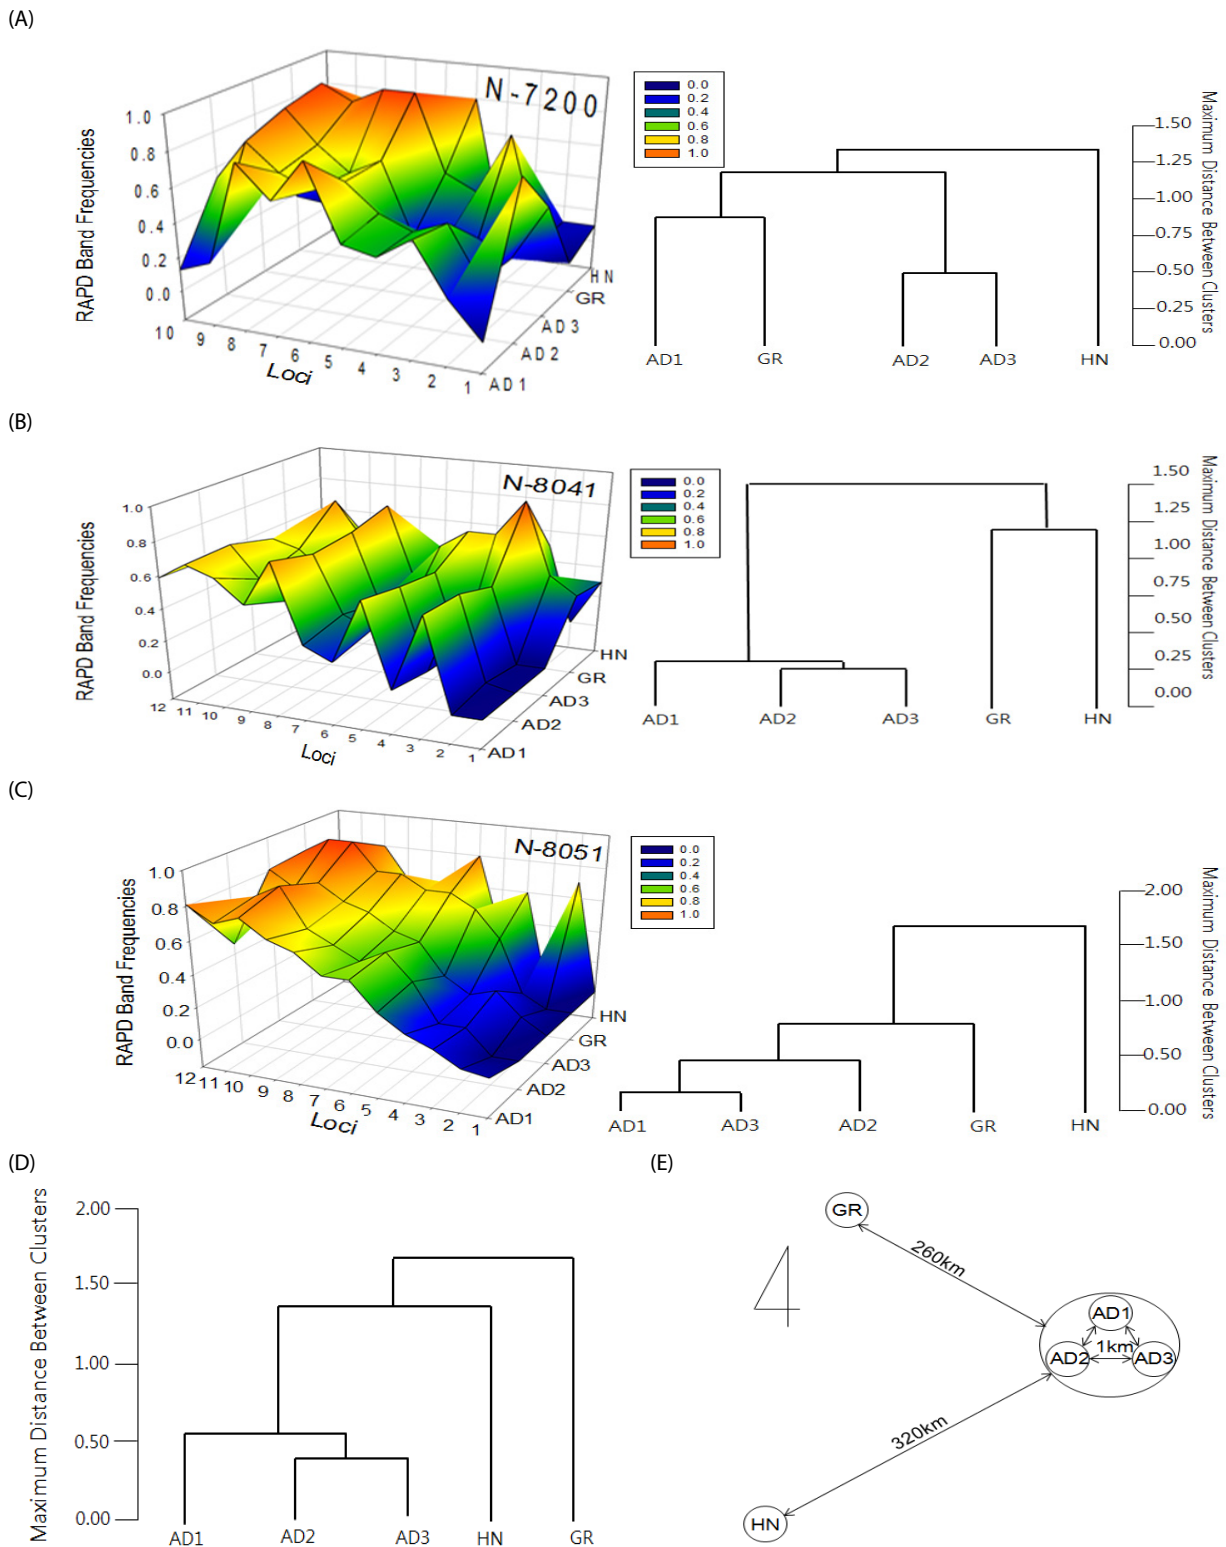 (A)
N-7200
RAPD Band Frequencies
1.0
0.8
0.6
0.4
0.2
0.0
10 9 8 7 6 5 4 3 2 1
Loci
HN
GR
AD3
AD2
AD1
0.0
0.2
0.4
0.6
0.8
1.0
AD1 GR AD2 AD3 HN
1.50
1.25
1.00
0.75
0.50
0.25
0.00
Maximum Distance Between Clusters
(B)
N-8041
RAPD Band Frequencies
1.0
0.8
0.6
0.4
0.2
0.0
12 11 10 9 8 7 6 5 4 3 2 1
Loci
HN
GR
AD3
AD2
AD1
0.0
0.2
0.4
0.6
0.8
1.0
AD1 AD2 AD3 GR HN
1.50
1.25
1.00
0.75
0.50
0.25
0.00
Maximum Distance Between Clusters
(C)
N-8051
RAPD Band Frequencies
1.0
0.8
0.6
0.4
0.2
0.0
12 11 10 9 8 7 6 5 4 3 2 1
Loci
HN
GR
AD3
AD2
AD1
0.0
0.2
0.4
0.6
0.8
1.0
AD1 AD3 AD2 GR HN
2.00
1.50
1.00
0.50
0.00
Maximum Distance Between Clusters
(D)
Maximum Distance Between Clusters
2.00
1.50
1.00
0.50
0.00
AD1 AD2 AD3 HN GR
(E)
GR
260km
AD1
1km
AD2 AD3
320km
HN